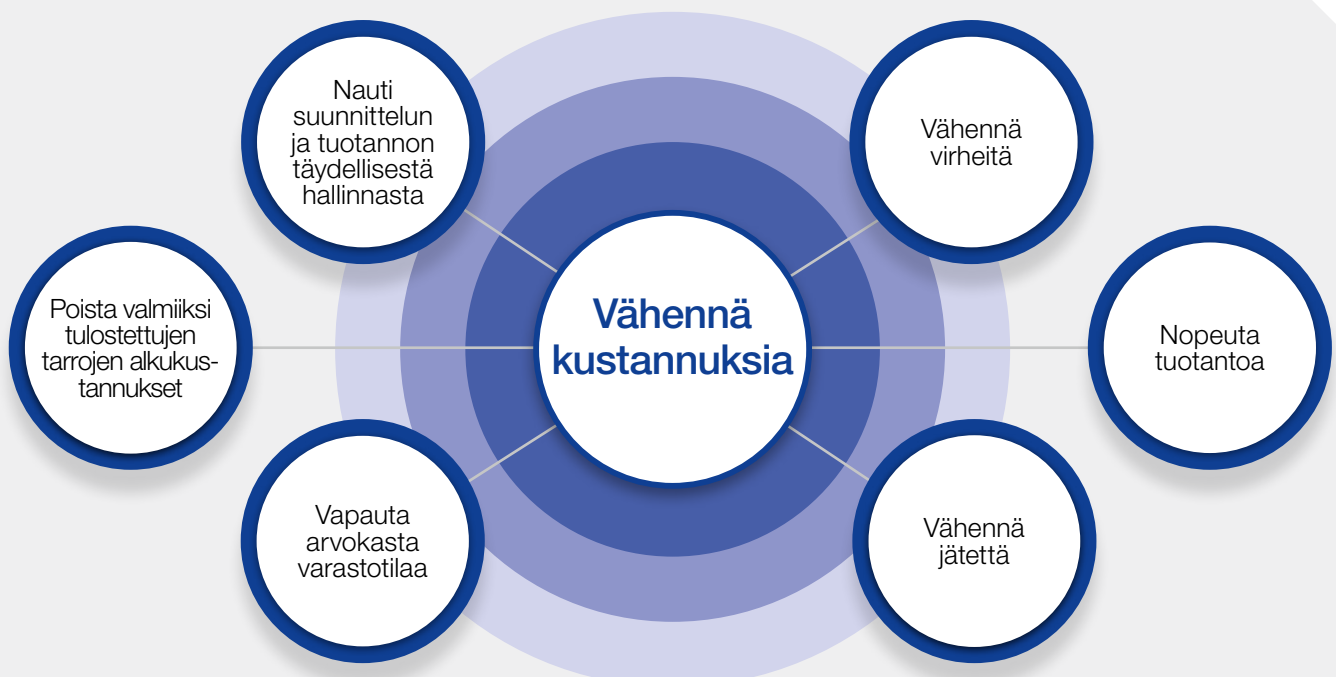 Nauti
suunnittelun
ja tuotannon
täydellisestä
hallinnasta
Vähennä
virheitä
Poista valmiiksi
tulostettujen
tarrojen alkukus-
tannukset
Vähennä
kustannuksia
Nopeuta
tuotantoa
Vapauta
arvokasta
varastotilaa
Vähennä
jätettä